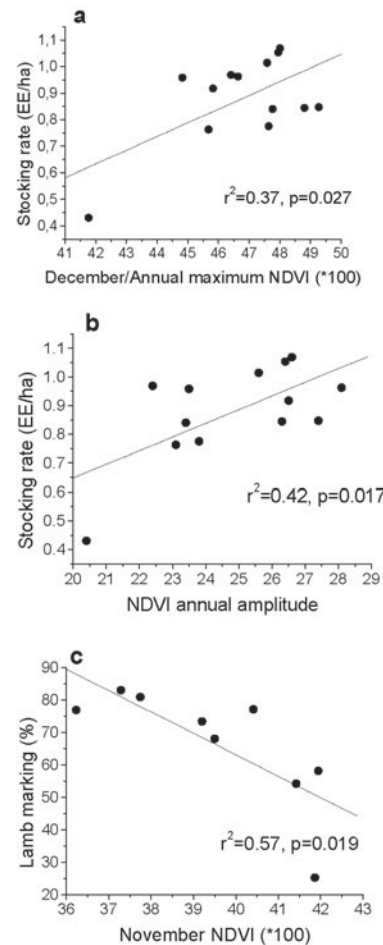 a
1,1
1,0
0,9
0,8
0,7
0,6
0,5
0,4
Stocking rate (EE/ha)
r²=0.37, p=0.027
41 42 43 44 45 46 47 48 49 50
December/Annual maximum NDVI (*100)
b
1.1
1.0
0.9
0.8
0.7
0.6
0.5
0.4
Stocking rate (EE/ha)
r²=0.42, p=0.017
20 21 22 23 24 25 26 27 28 29
NDVI annual amplitude
c
90
80
70
60
50
40
30
20
Lamb marking (%)
r²=0.57, p=0.019
36 37 38 39 40 41 42 43
November NDVI (*100)